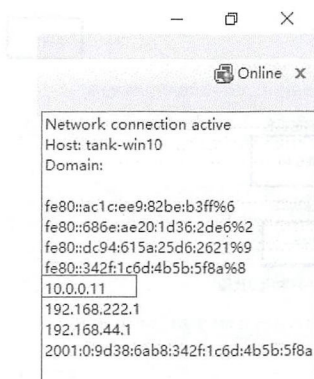 Online x
Network connection active
Host: tank-win10
Domain:
fe80::ac1c:ee9:82be:b3ff%6
fe80::686e:ae20:1d36:2de6%2
fe80::dc94:615a:25d6:2621%9
fe80::342f:1c6d:4b5b:5f8a%8
10.0.0.11
192.168.222.1
192.168.44.1
2001:0:9d38:6ab8:342f:1c6d:4b5b:5f8a